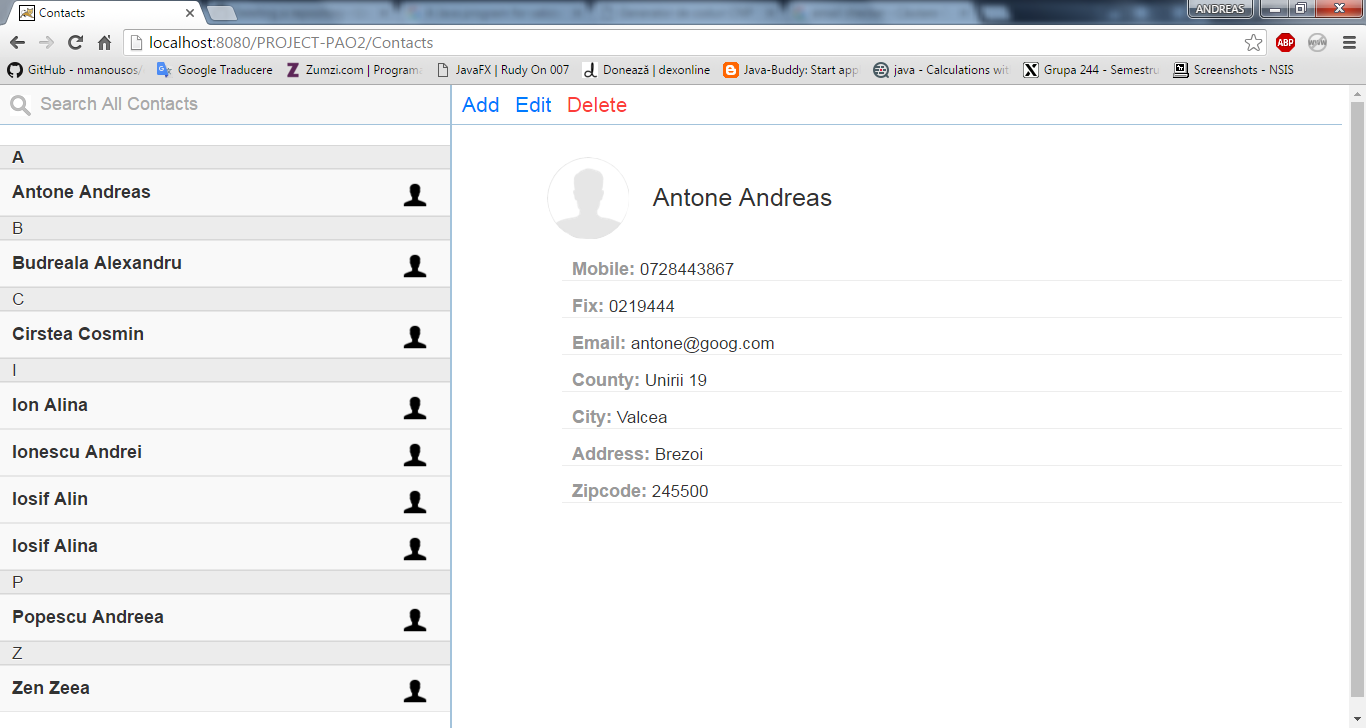 Contacts
ANDREAS
localhost:8080/PROJECT-PAO2/Contacts
ABP
GitHub - nmanousos/ Google Traducere Zumzi.com | Program JavaFX | Rudy On 007 Donează | dexonline Java-Buddy: Start app java - Calculations wit Grupa 244 - Semestru Screenshots - NSIS
Search All Contacts
Add Edit Delete
A
Antone Andreas
B
Budreala Alexandru
C
Cirstea Cosmin
I
Ion Alina
Ionescu Andrei
Iosif Alin
Iosif Alina
P
Popescu Andreea
Z
Zen Zeea
Antone Andreas
Mobile: 0728443867
Fix: 0219444
Email: antone@goog.com
County: Unirii 19
City: Valcea
Address: Brezoi
Zipcode: 245500